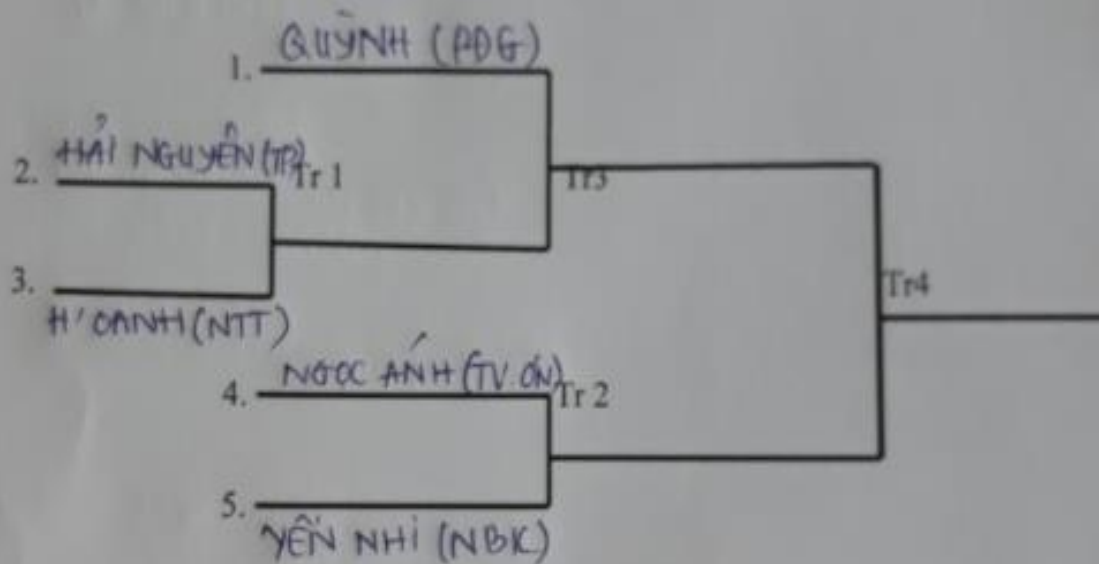 1. QUỲNH (PĐG)
2. HẢI NGUYÊN (TP) Tr 1
Tr3
3. H' OANH (NTT)
Tr4
4. NGỌC ÁNH (TV.ƠN) Tr 2
5. YẾN NHI (NBK)